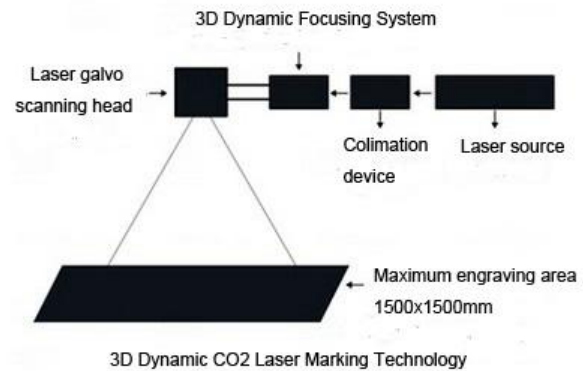 3D Dynamic Focusing System
Laser galvo
scanning head
Colimation
device
Laser source
Maximum engraving area
1500x1500mm
3D Dynamic CO2 Laser Marking Technology